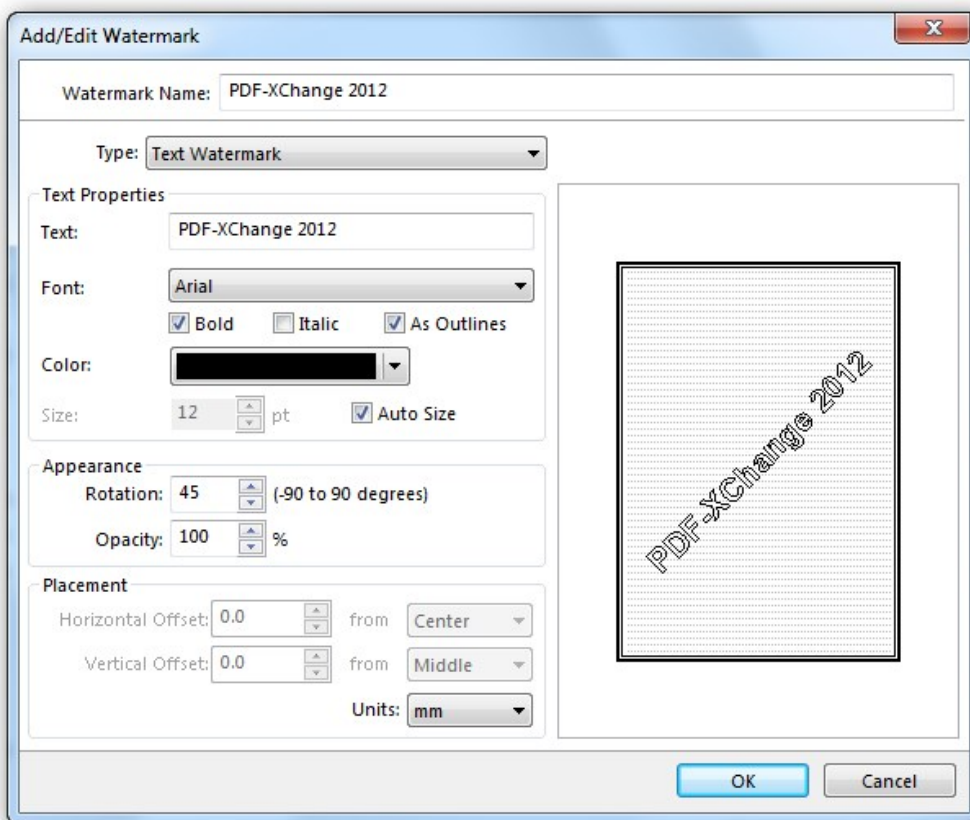 Add/Edit Watermark
Watermark Name: PDF-XChange 2012
Type: Text Watermark
Text Properties
Text: PDF-XChange 2012
Font: Arial
Bold Italic As Outlines
Color:
Size: 12 pt Auto Size
Appearance
Rotation: 45 (-90 to 90 degrees)
Opacity: 100 %
Placement
Horizontal Offset: 0.0 from Center
Vertical Offset: 0.0 from Middle
Units: mm
PDF-XChange 2012
OK Cancel